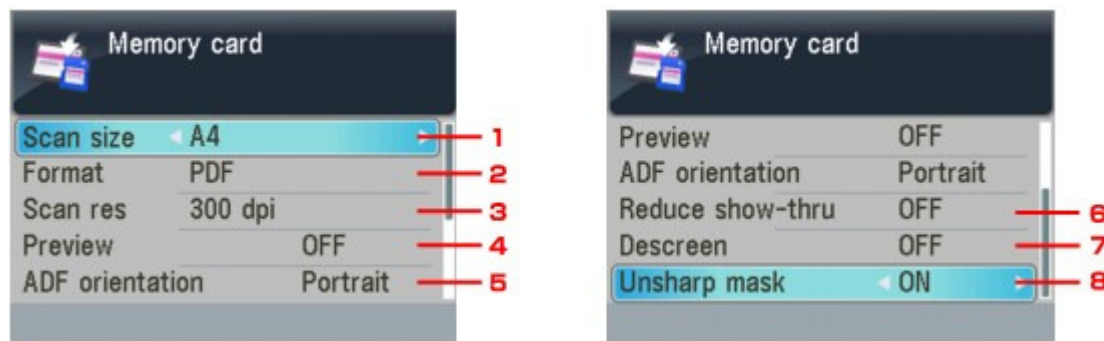 Memory card
Scan size A4 1
Format PDF 2
Scan res 300 dpi 3
Preview OFF 4
ADF orientation Portrait 5
Memory card
Preview OFF
ADF orientation Portrait
Reduce show-thru OFF 6
Descreen OFF 7
Unsharp mask ON 8